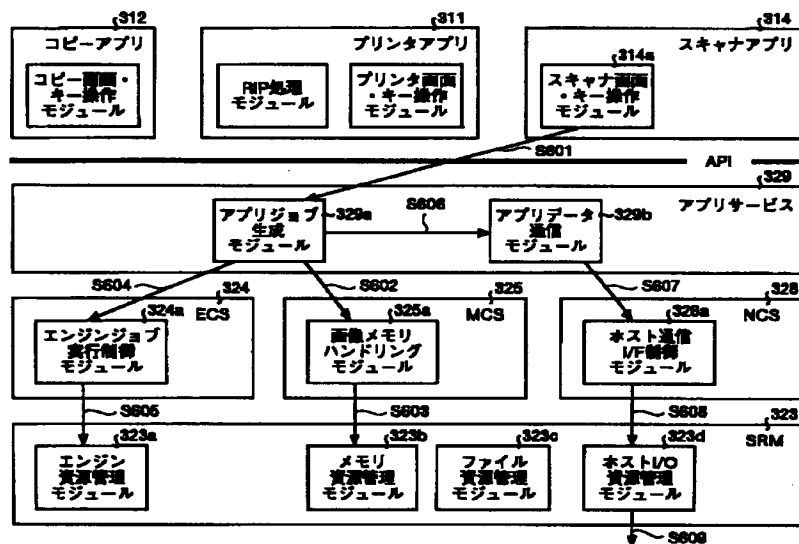 312
コピーアプリ
コピー画面・
キー操作
モジュール
311
プリンタアプリ
RIP処理
モジュール
プリンタ画面
・キー操作
モジュール
314
スキャナアプリ
314a
スキャナ画面
・キー操作
モジュール
S601
API
329
アプリサービス
アプリジョブ
生成
モジュール
329a
S606
アプリデータ
通信
モジュール
329b
S604
S602
S607
324
ECS
324a
エンジンジョブ
実行制御
モジュール
325
MCS
325a
画像メモリ
ハンドリング
モジュール
328
NCS
328a
ホスト通信
I/F制御
モジュール
S605
S603
S608
323
SRM
323a
エンジン
資源管理
モジュール
323b
メモリ
資源管理
モジュール
323c
ファイル
資源管理
モジュール
323d
ホストI/O
資源管理
モジュール
S609